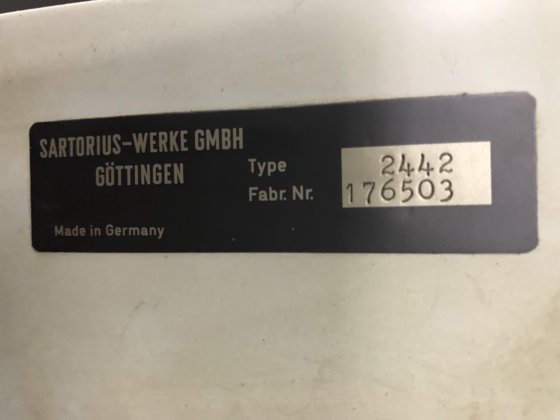 SARTORIUS-WERKE GMBH
GÖTTINGEN
Type 2442
Fabr. Nr. 176503
Made in Germany